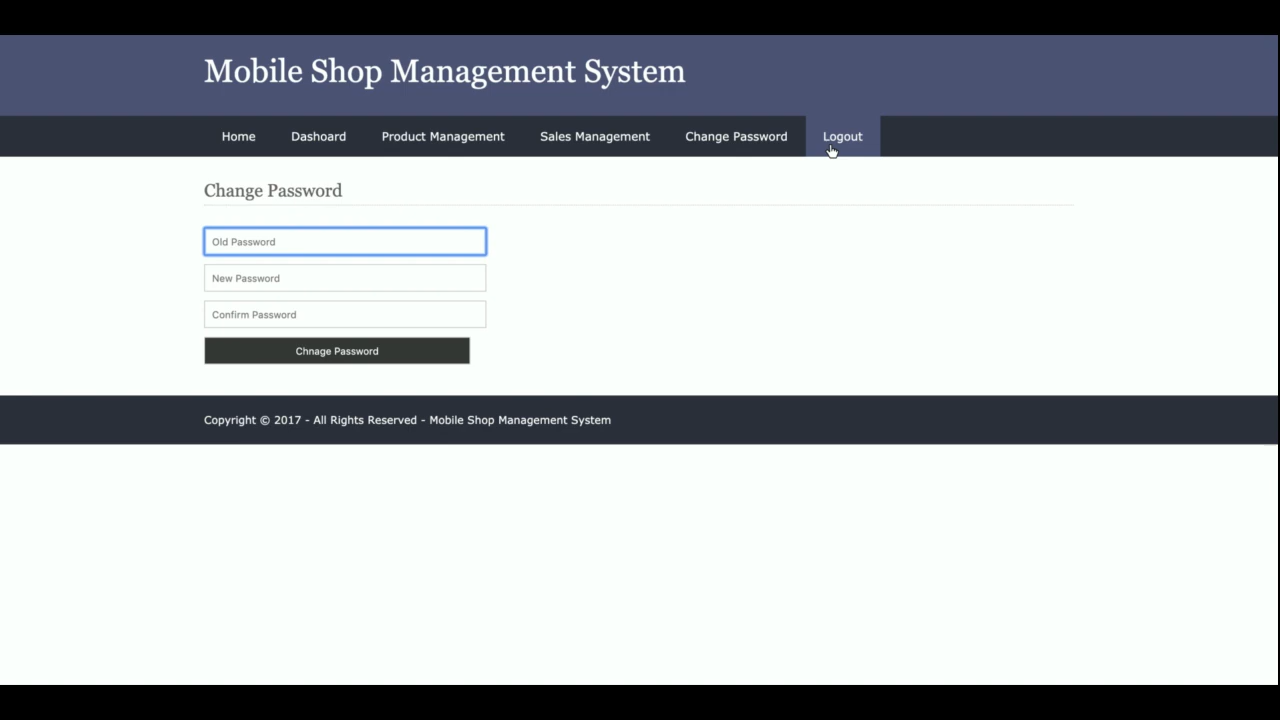 Mobile Shop Management System
Home Dashoard Product Management Sales Management Change Password Logout
Change Password
Old Password
New Password
Confirm Password
Chnage Password
Copyright © 2017 - All Rights Reserved - Mobile Shop Management System